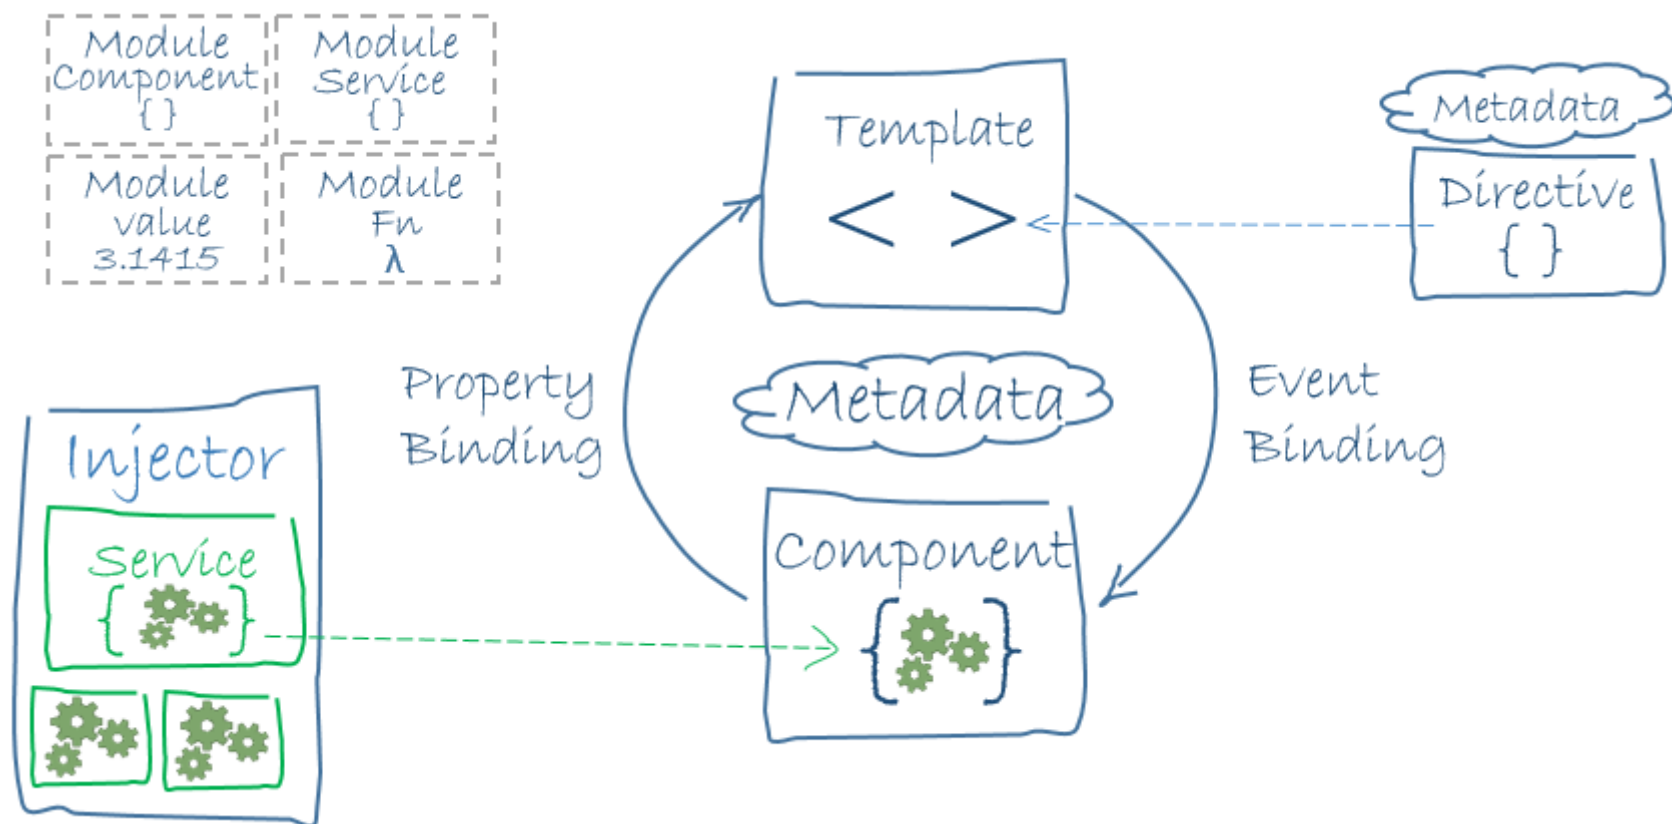 Module
Component
{ }
Module
Service
{ }
Module
value
3.1415
Module
Fn
λ
Template
< >
Metadata
Directive
{ }
Property
Binding
Metadata
Event
Binding
Injector
Service
{ }
Component
{ }